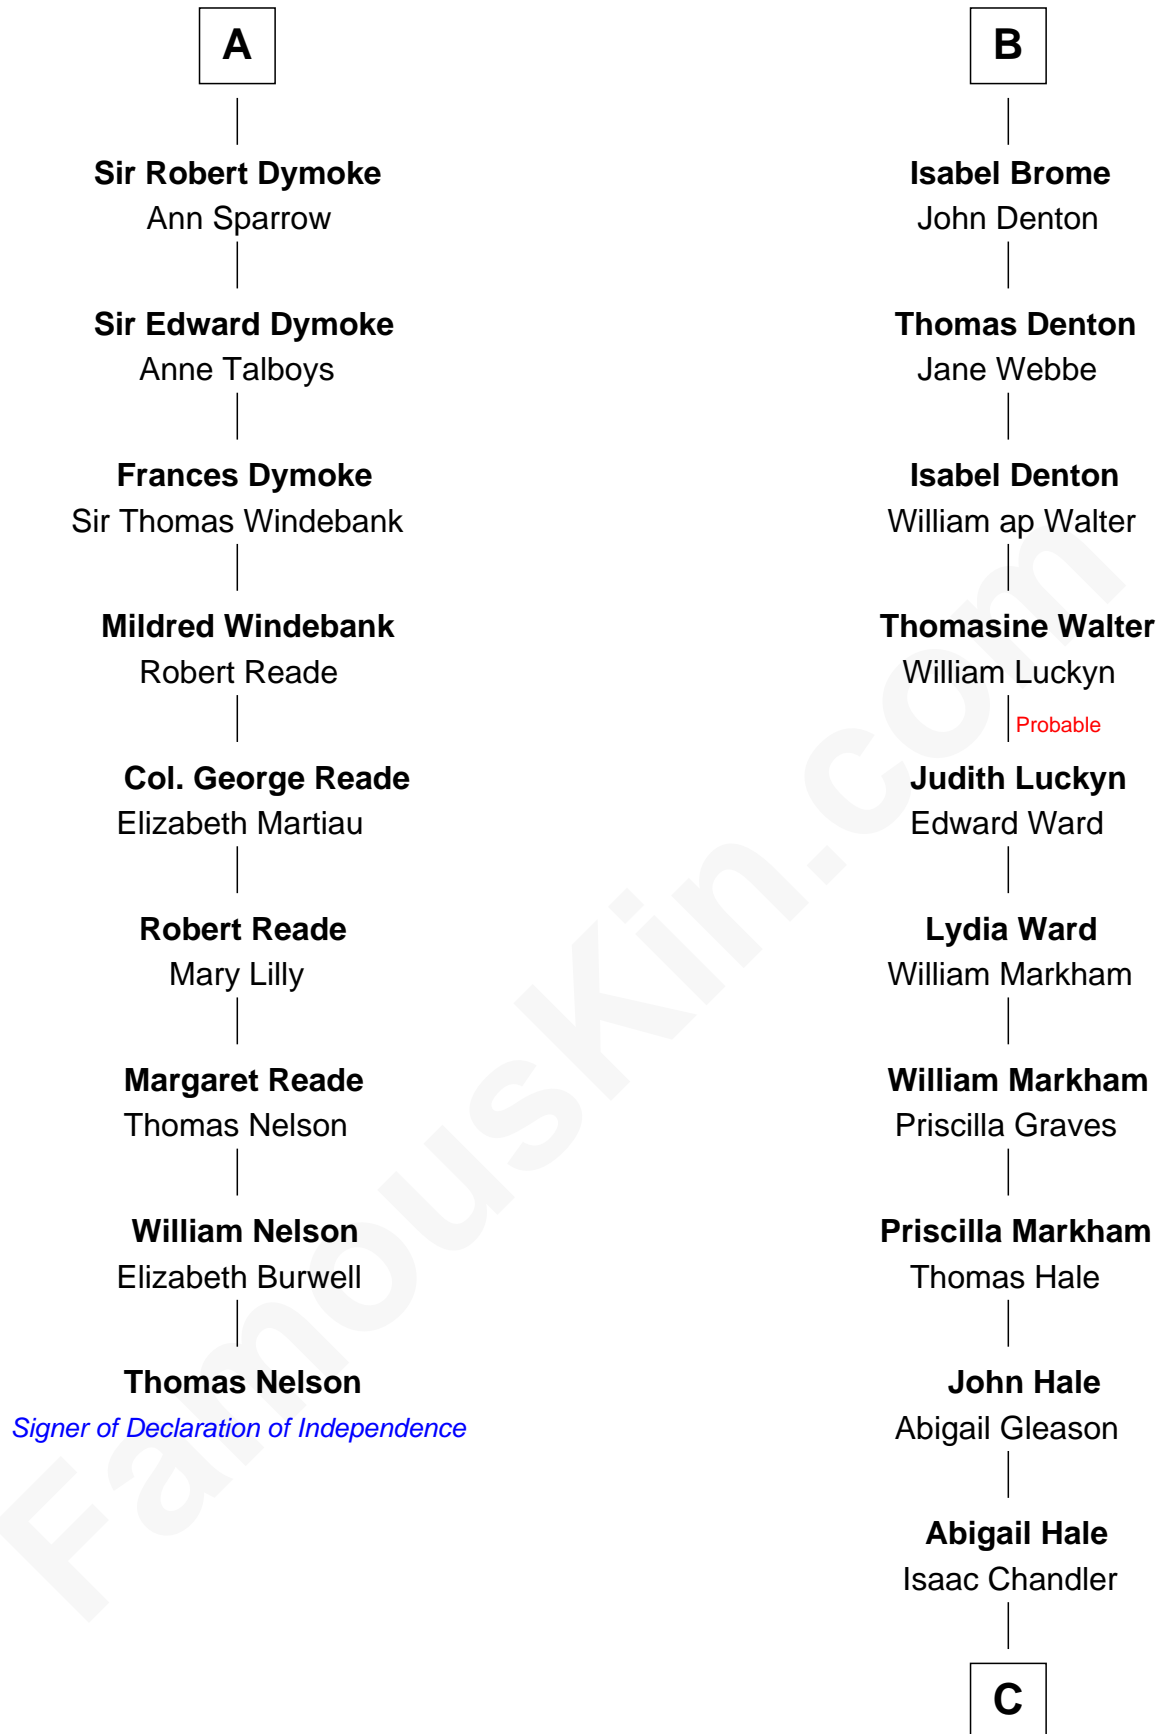 A
Sir Robert Dymoke
Ann Sparrow
Sir Edward Dymoke
Anne Talboys
Frances Dymoke
Sir Thomas Windebank
Mildred Windebank
Robert Reade
Col. George Reade
Elizabeth Martiau
Robert Reade
Mary Lilly
Margaret Reade
Thomas Nelson
William Nelson
Elizabeth Burwell
Thomas Nelson
Signer of Declaration of Independence
B
Isabel Brome
John Denton
Thomas Denton
Jane Webbe
Isabel Denton
William ap Walter
Thomasine Walter
William Luckyn
Probable
Judith Luckyn
Edward Ward
Lydia Ward
William Markham
William Markham
Priscilla Graves
Priscilla Markham
Thomas Hale
John Hale
Abigail Gleason
Abigail Hale
Isaac Chandler
C
FamousKin.com